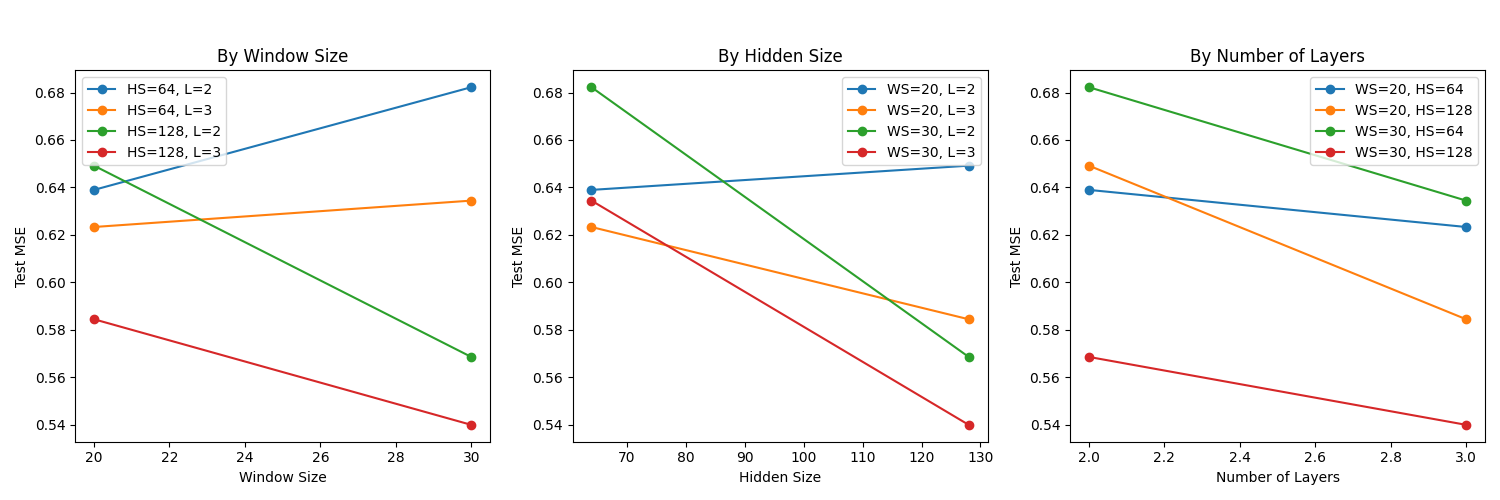 By Window Size
HS=64, L=2
HS=64, L=3
HS=128, L=2
HS=128, L=3
0.68
0.66
0.64
0.62
0.60
0.58
0.56
0.54
Test MSE
20 22 24 26 28 30
Window Size
By Hidden Size
WS=20, L=2
WS=20, L=3
WS=30, L=2
WS=30, L=3
0.68
0.66
0.64
0.62
0.60
0.58
0.56
0.54
Test MSE
70 80 90 100 110 120 130
Hidden Size
By Number of Layers
WS=20, HS=64
WS=20, HS=128
WS=30, HS=64
WS=30, HS=128
0.68
0.66
0.64
0.62
0.60
0.58
0.56
0.54
Test MSE
2.0 2.2 2.4 2.6 2.8 3.0
Number of Layers